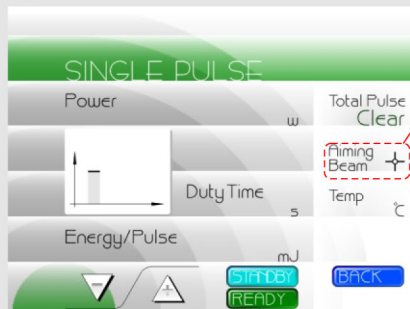 SINGLE PULSE
Power
W
Total Pulse
Clear
Aiming
Beam
Duty Time
s
Temp
°C
Energy/Pulse
mJ
STANDBY
READY
BACK